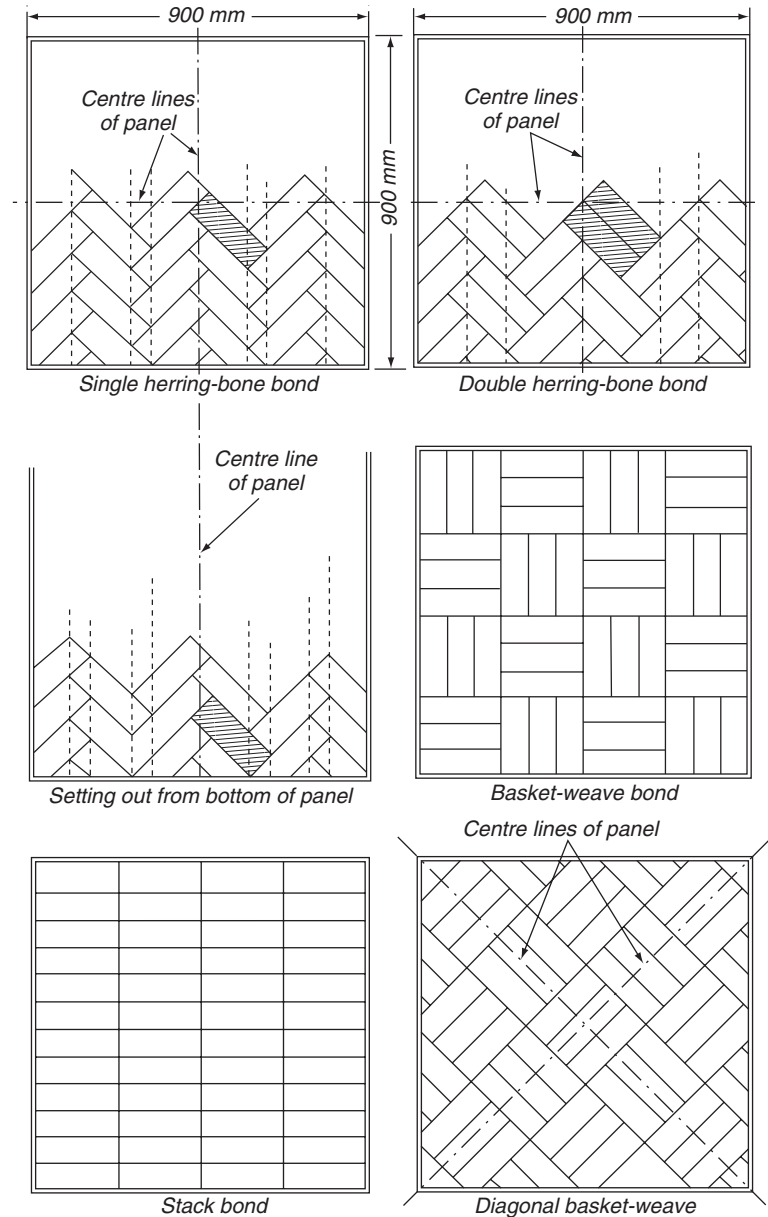 900 mm
900 mm
Centre lines
of panel
Centre lines
of panel
900 mm
Single herring-bone bond
Double herring-bone bond
Centre line
of panel
Setting out from bottom of panel
Basket-weave bond
Centre lines of panel
Stack bond
Diagonal basket-weave